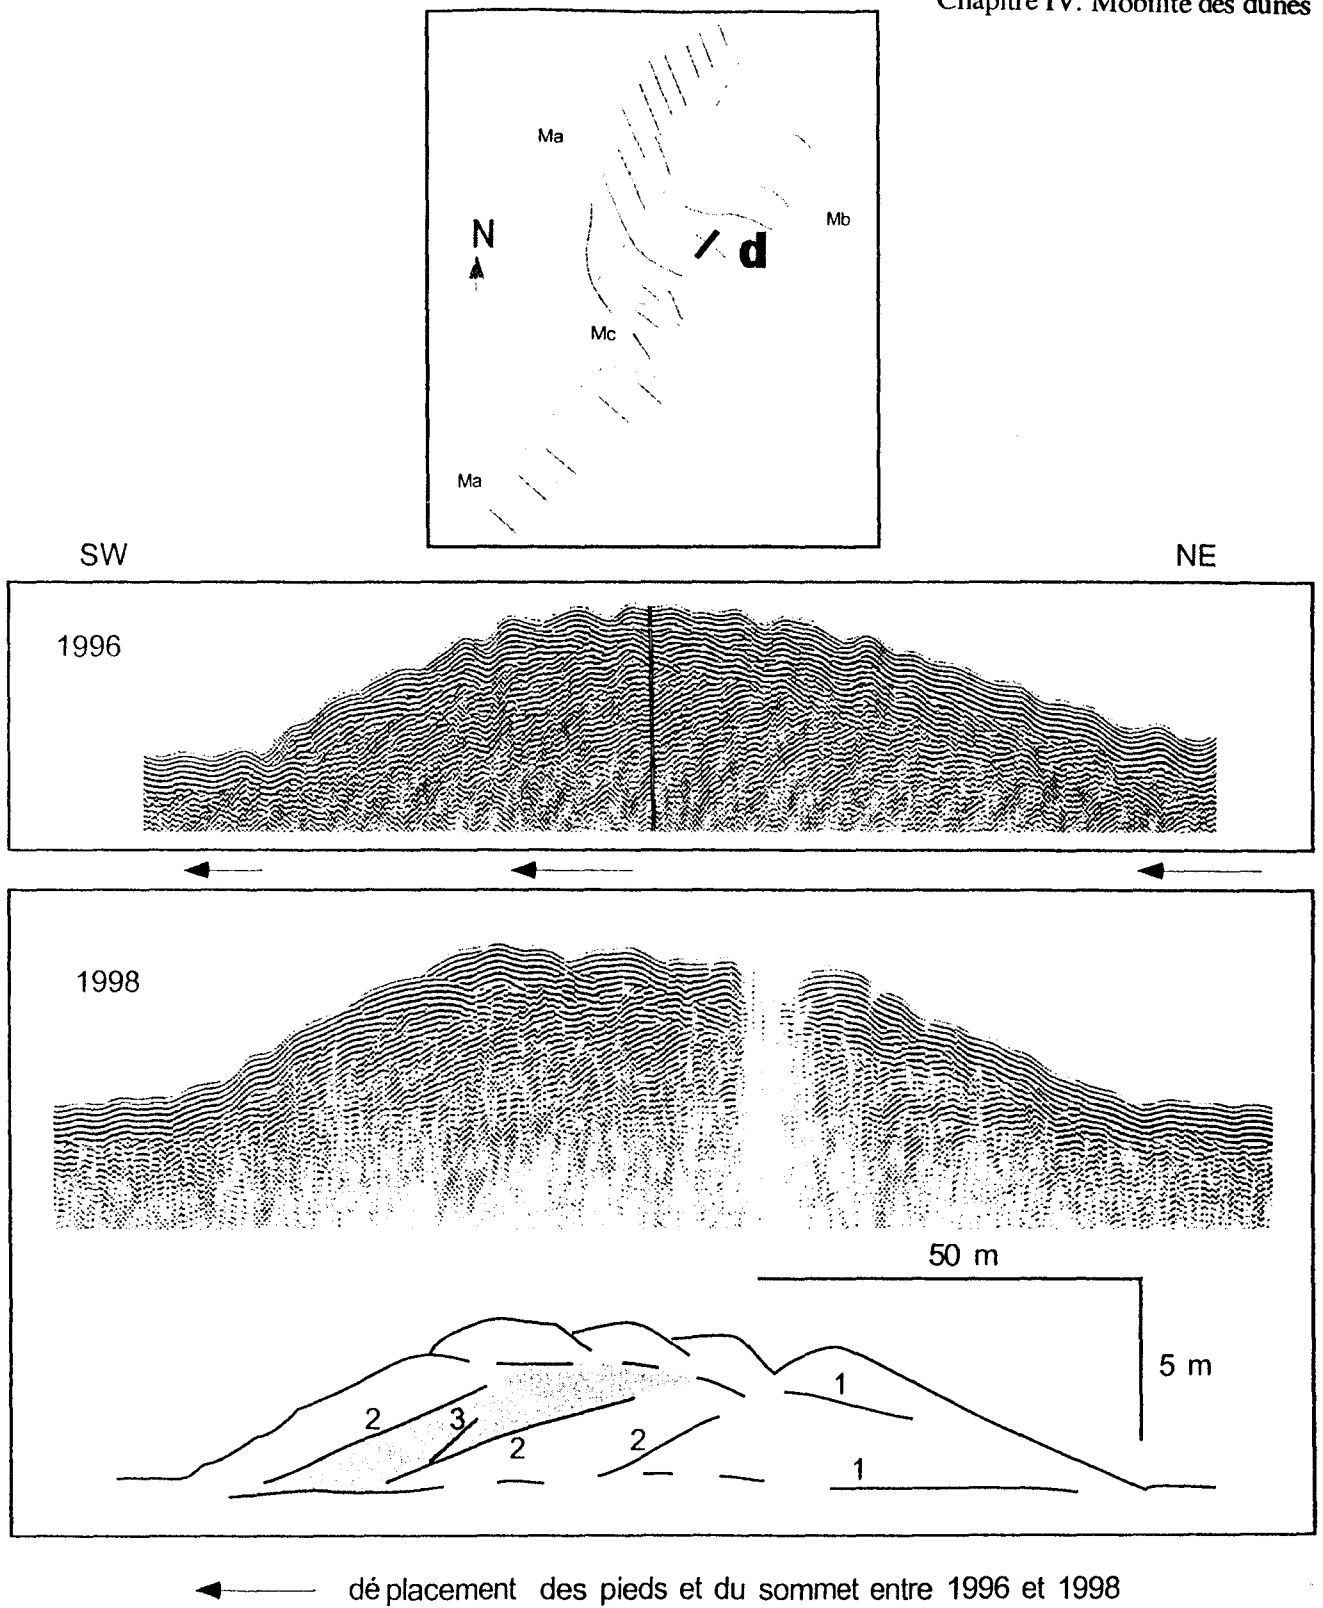 Chapitre IV. Mobilité des dunes
Ma
Mb
N
d
Mc
Ma
SW
NE
1996
1998
50 m
5 m
1
2
3
2
2
1
déplacement des pieds et du sommet entre 1996 et 1998